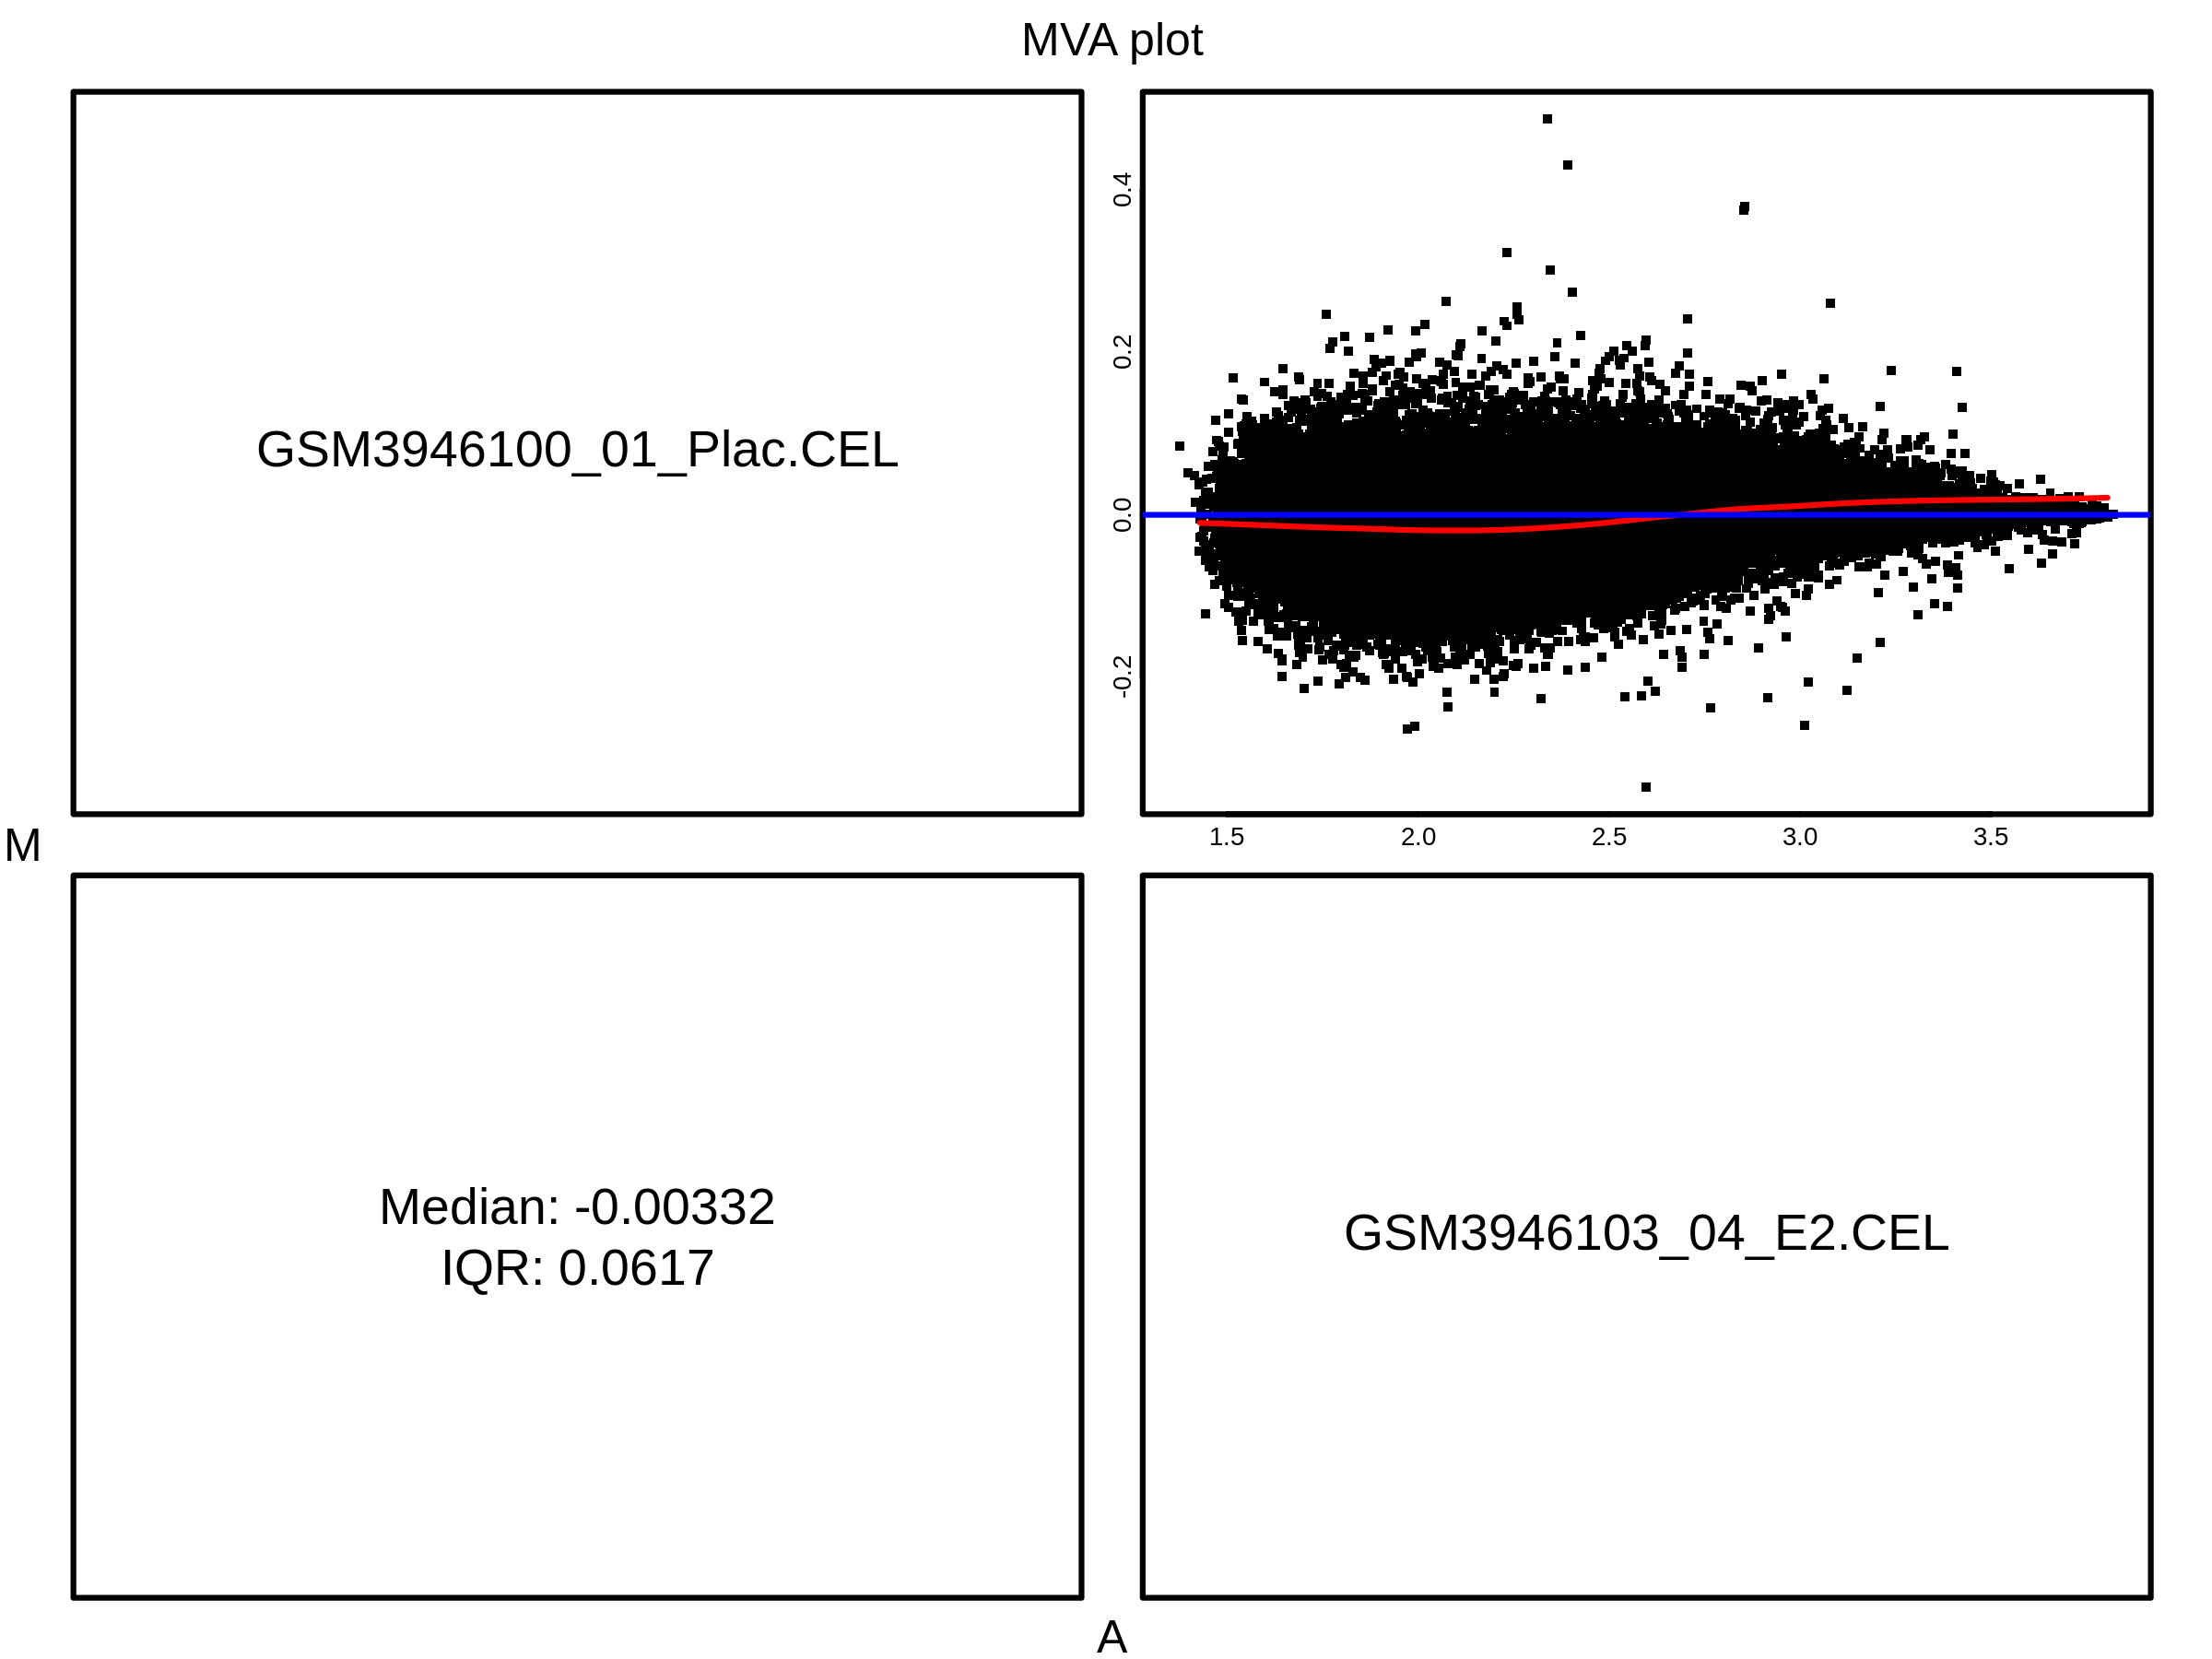 MVA plot
GSM3946100_01_Plac.CEL
0.4
0.2
0.0
-0.2
1.5 2.0 2.5 3.0 3.5
M
Median: -0.00332
IQR: 0.0617
GSM3946103_04_E2.CEL
A